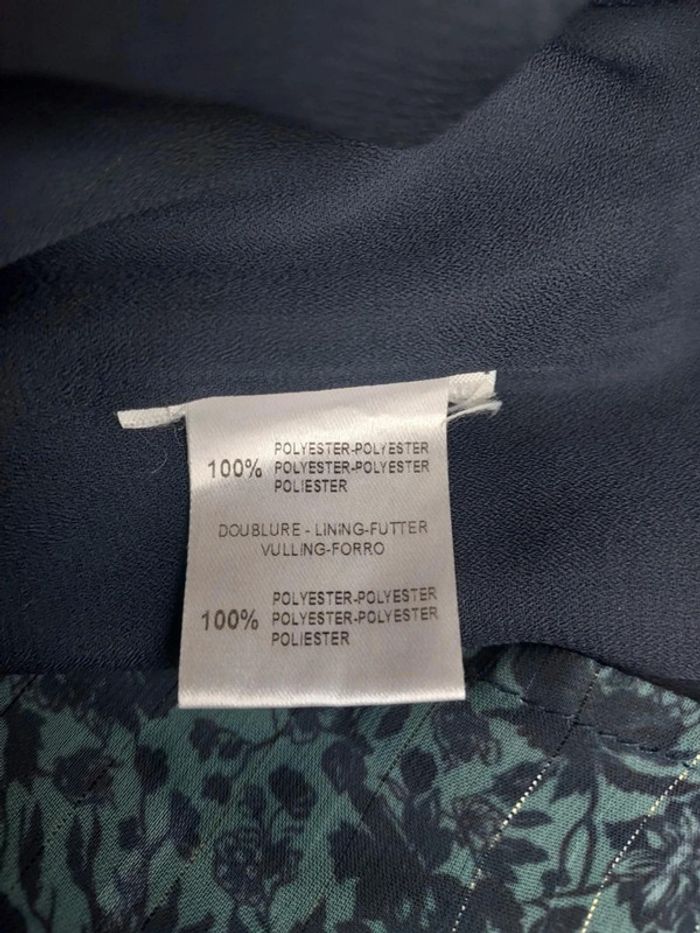 POLYESTER-POLYESTER
100% POLYESTER-POLYESTER
POLIESTER
DOUBLURE - LINING-FUTTER
VULLING-FORRO
POLYESTER-POLYESTER
100% POLYESTER-POLYESTER
POLIESTER